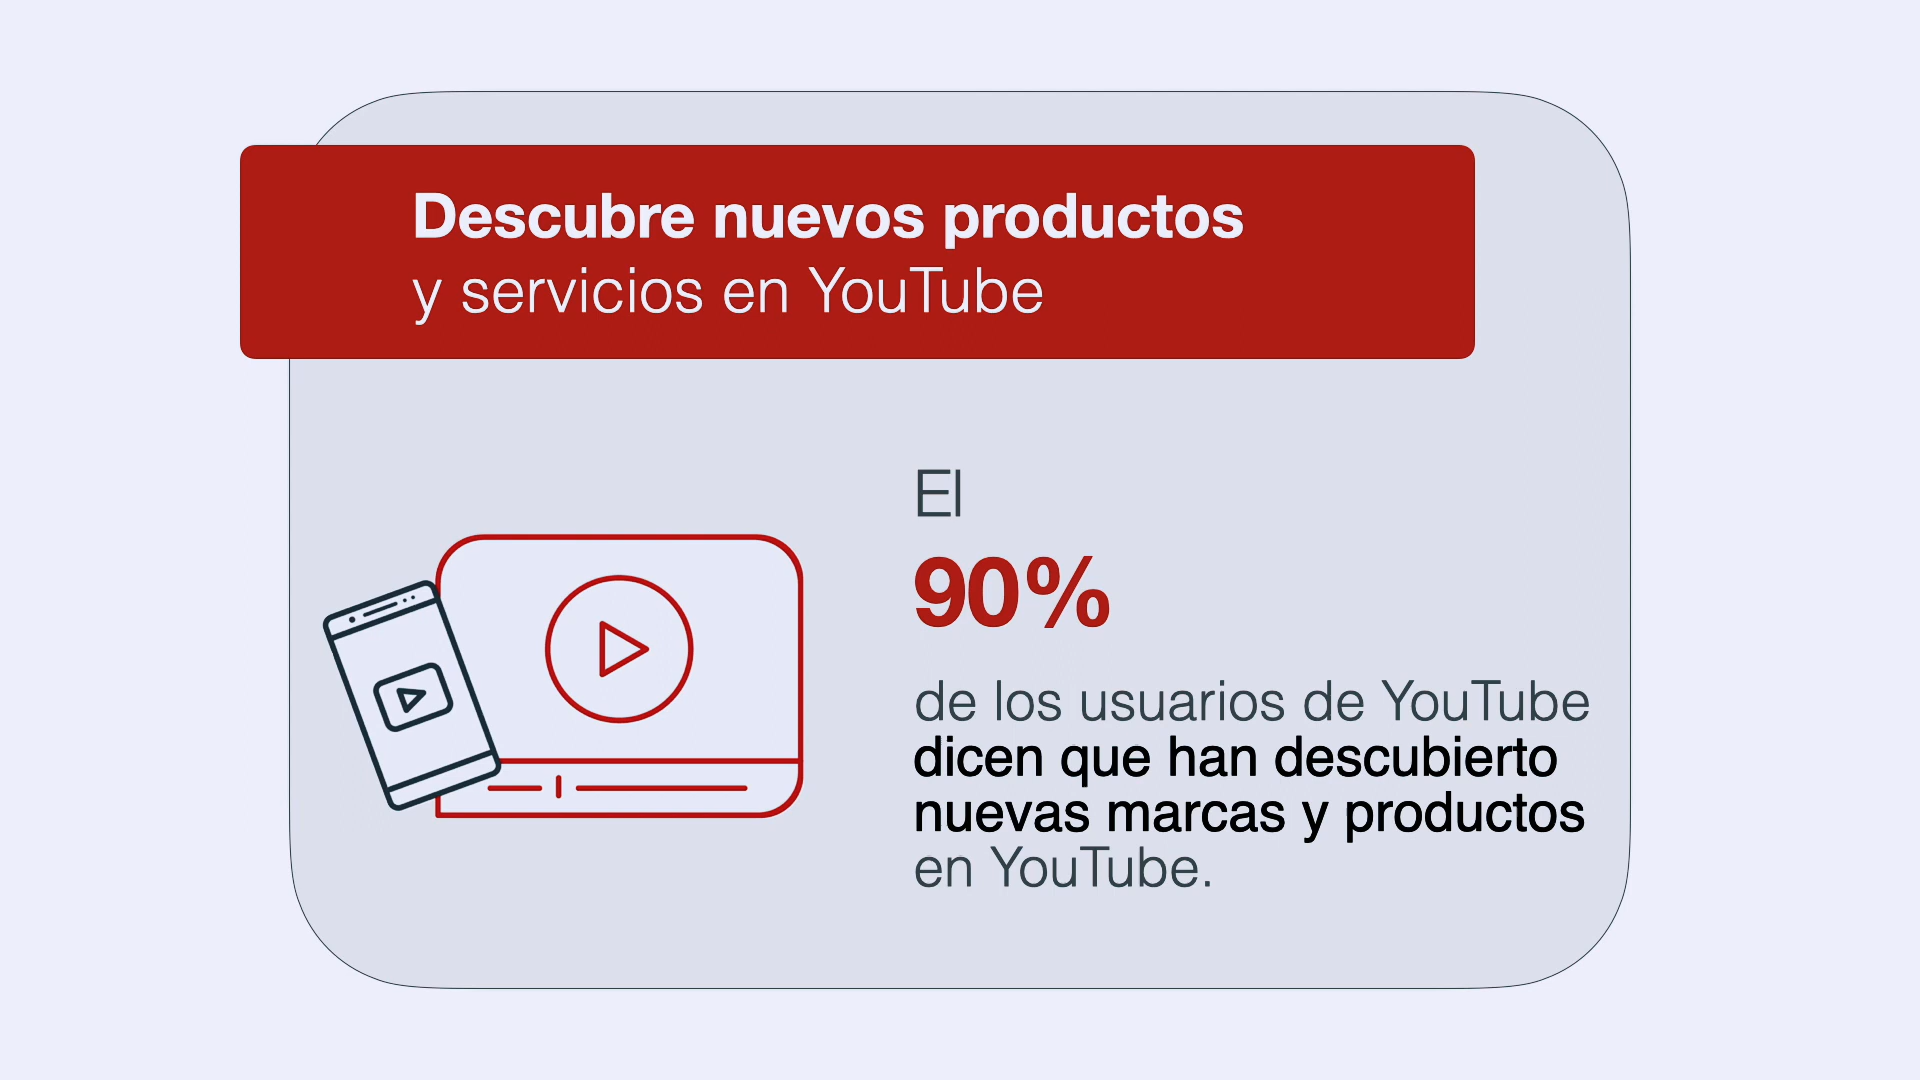 Descubre nuevos productos
y servicios en YouTube
El
90%
de los usuarios de YouTube
dicen que han descubierto
nuevas marcas y productos
en YouTube.